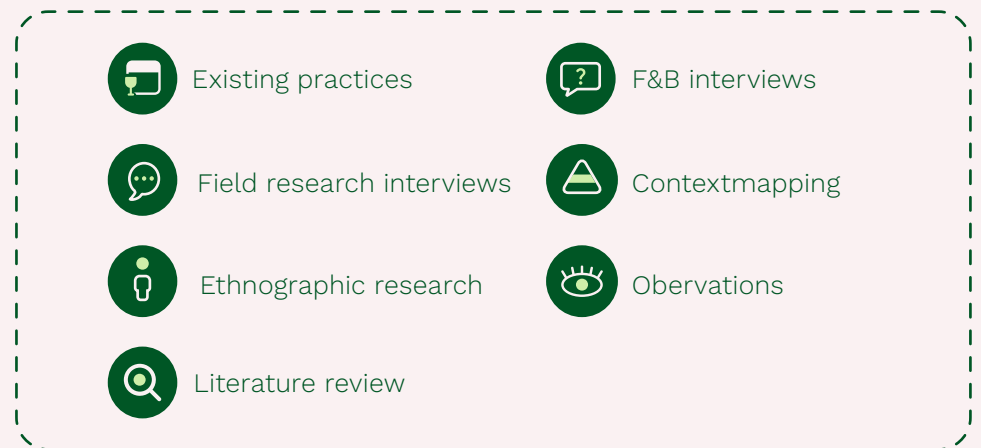 Existing practices
F&B interviews
Field research interviews
Contextmapping
Ethnographic research
Obervations
Literature review
?